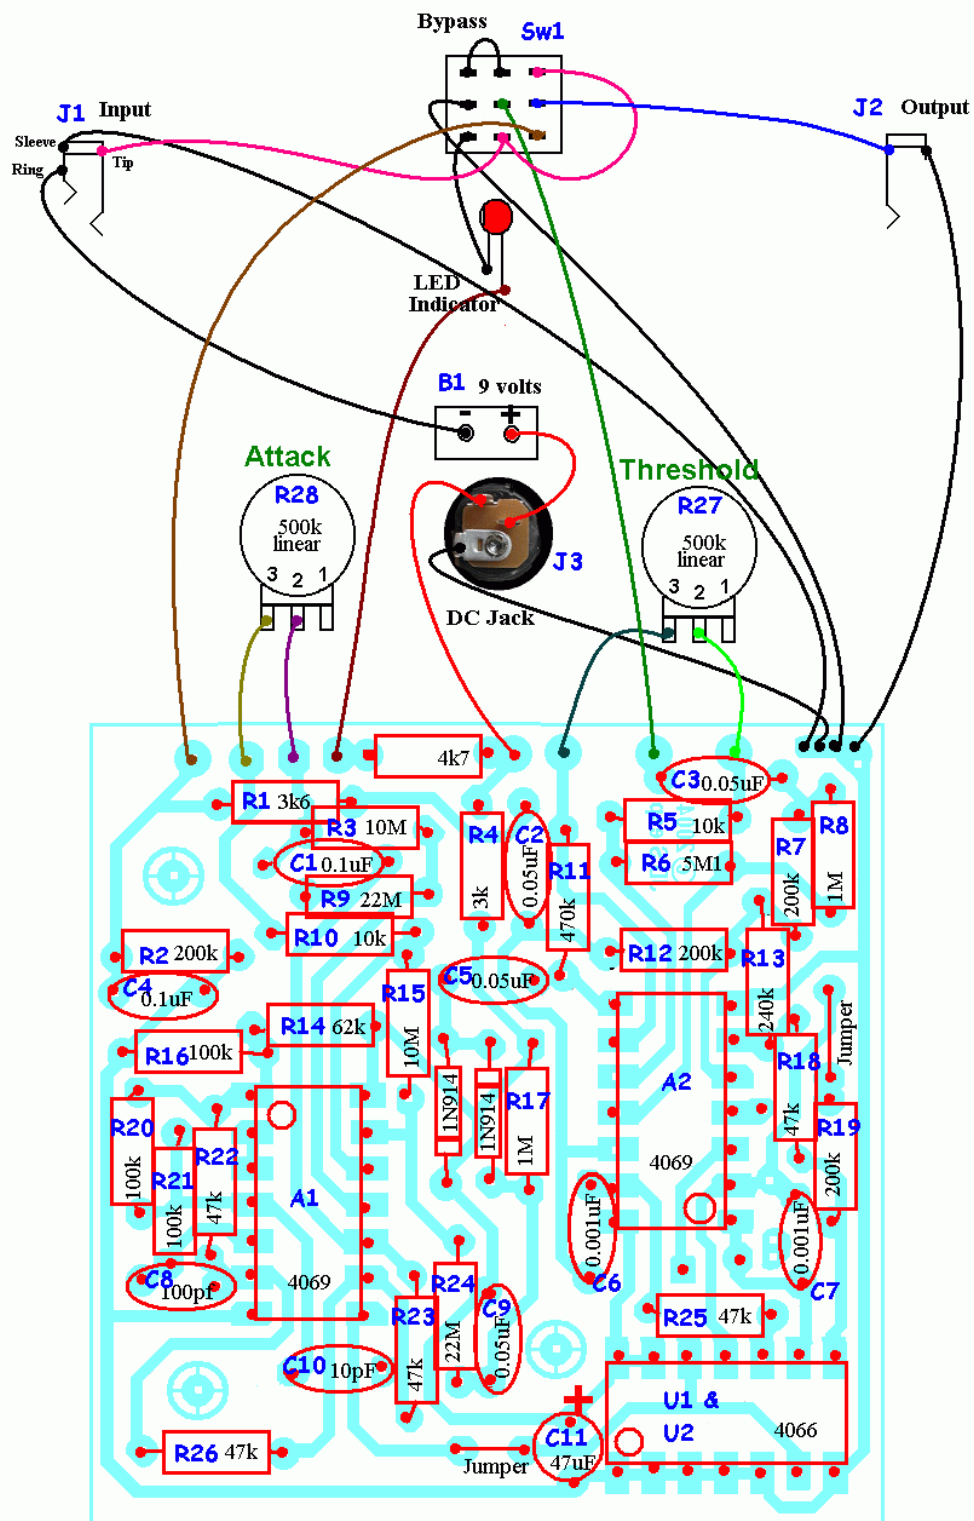 Bypass
Sw1
J1 Input
J2 Output
Sleeve
Tip
Ring
LED
Indicator
B1 9 volts
- +
Attack
Threshold
R28
500k
linear
3 2 1
R27
500k
linear
3 2 1
J3
DC Jack
4k7
C3 0.05uF
R1 3k6
R3 10M
R4
3k
C2
0.05uF
R5
10k
R8
1M
C1 0.1uF
R11
470k
R6 5M1
R7
200k
R9 22M
R10 10k
R2 200k
R12 200k
R13
240k
C4
0.1uF
R15
10M
C5 0.05uF
R14 62k
Jumper
R16 100k
R18
47k
A2
4069
1N914
1N914
R17
1M
R20
100k
R19
200k
R22
47k
R21
100k
A1
4069
0.001uF
C6
0.001uF
C7
C8
100pf
R24
22M
R23
47k
C9
0.05uF
R25 47k
C10 10pF
U1 &
U2
4066
+
C11
47uF
R26 47k
Jumper